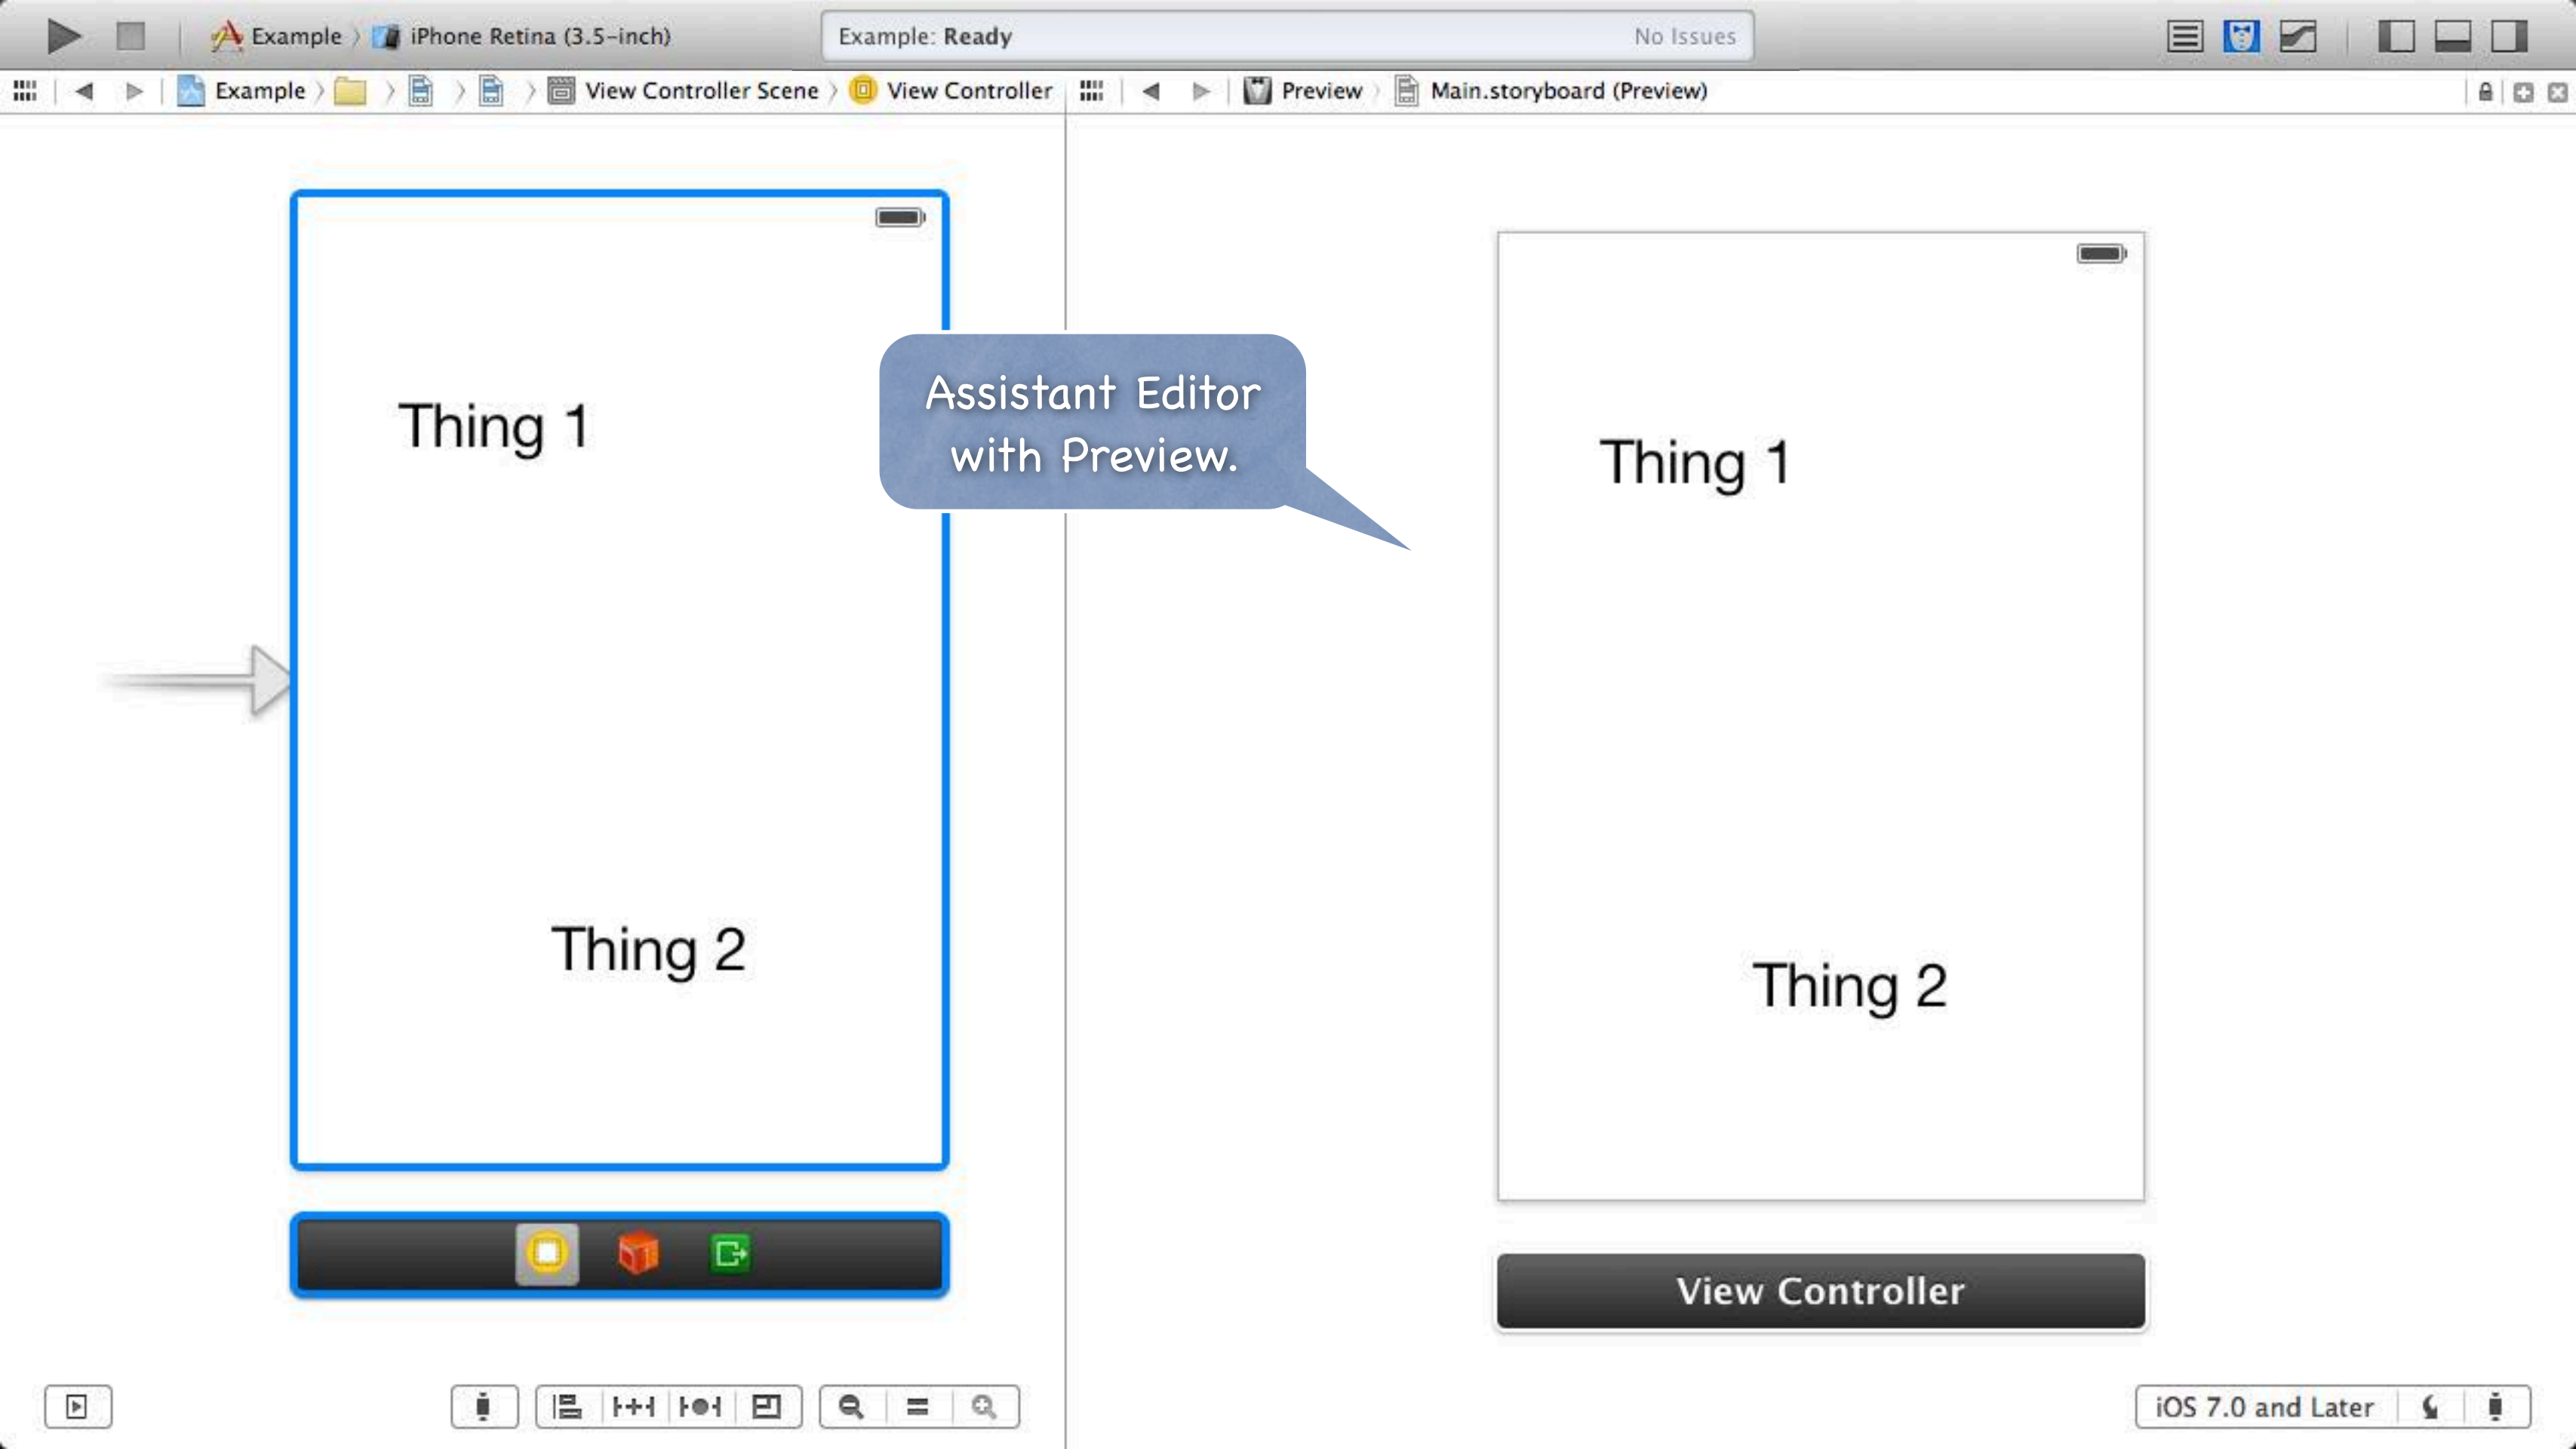 Example
iPhone Retina (3.5-inch)
Example: Ready
No Issues
Example
View Controller Scene
View Controller
Preview
Main.storyboard (Preview)
Thing 1
Thing 2
Assistant Editor
with Preview.
Thing 1
Thing 2
View Controller
iOS 7.0 and Later